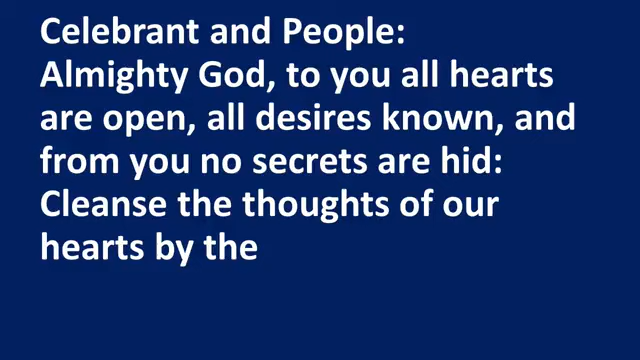 Celebrant and People:
Almighty God, to you all hearts
are open, all desires known, and
from you no secrets are hid:
Cleanse the thoughts of our
hearts by the